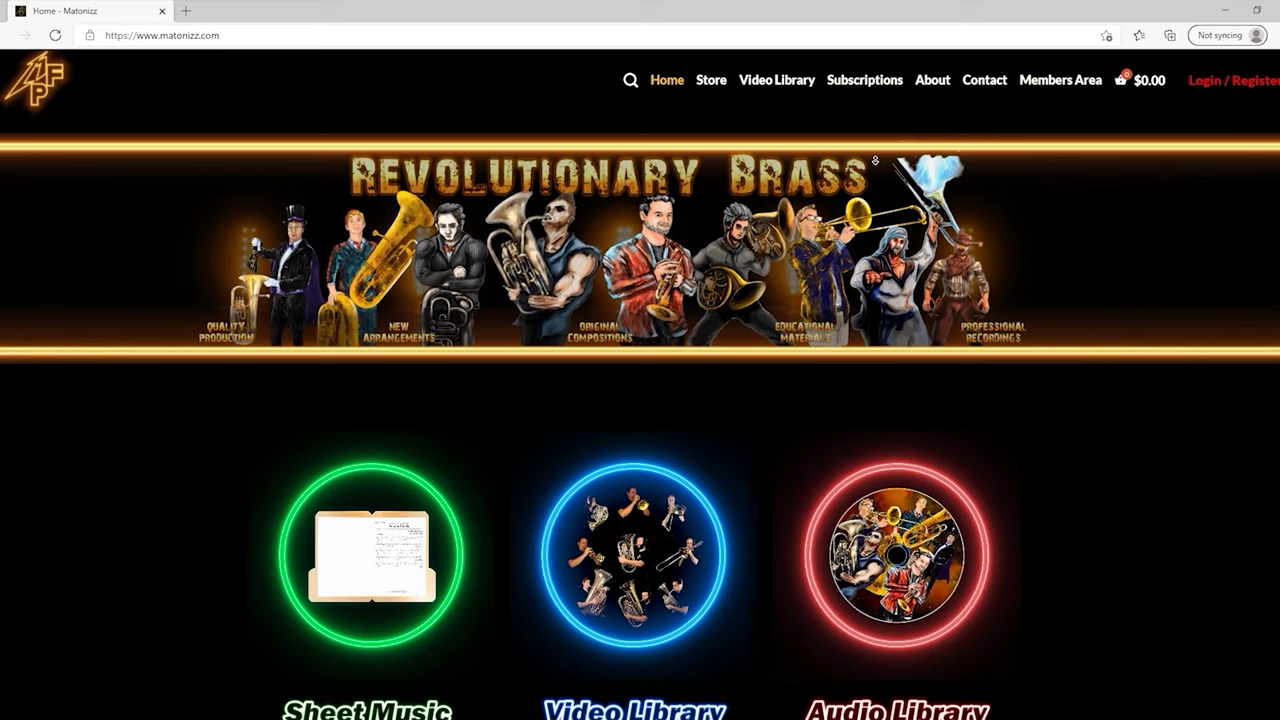 Home - Matonizz
https://www.matonizz.com
Not syncing
MFP
Home Store Video Library Subscriptions About Contact Members Area 0 $0.00 Login / Register
REVOLUTIONARY BRASS
QUALITY PRODUCTION
NEW ARRANGEMENTS
ORIGINAL COMPOSITIONS
EDUCATIONAL MATERIALS
PROFESSIONAL RECORDINGS
Sheet Music Video Library Audio Library